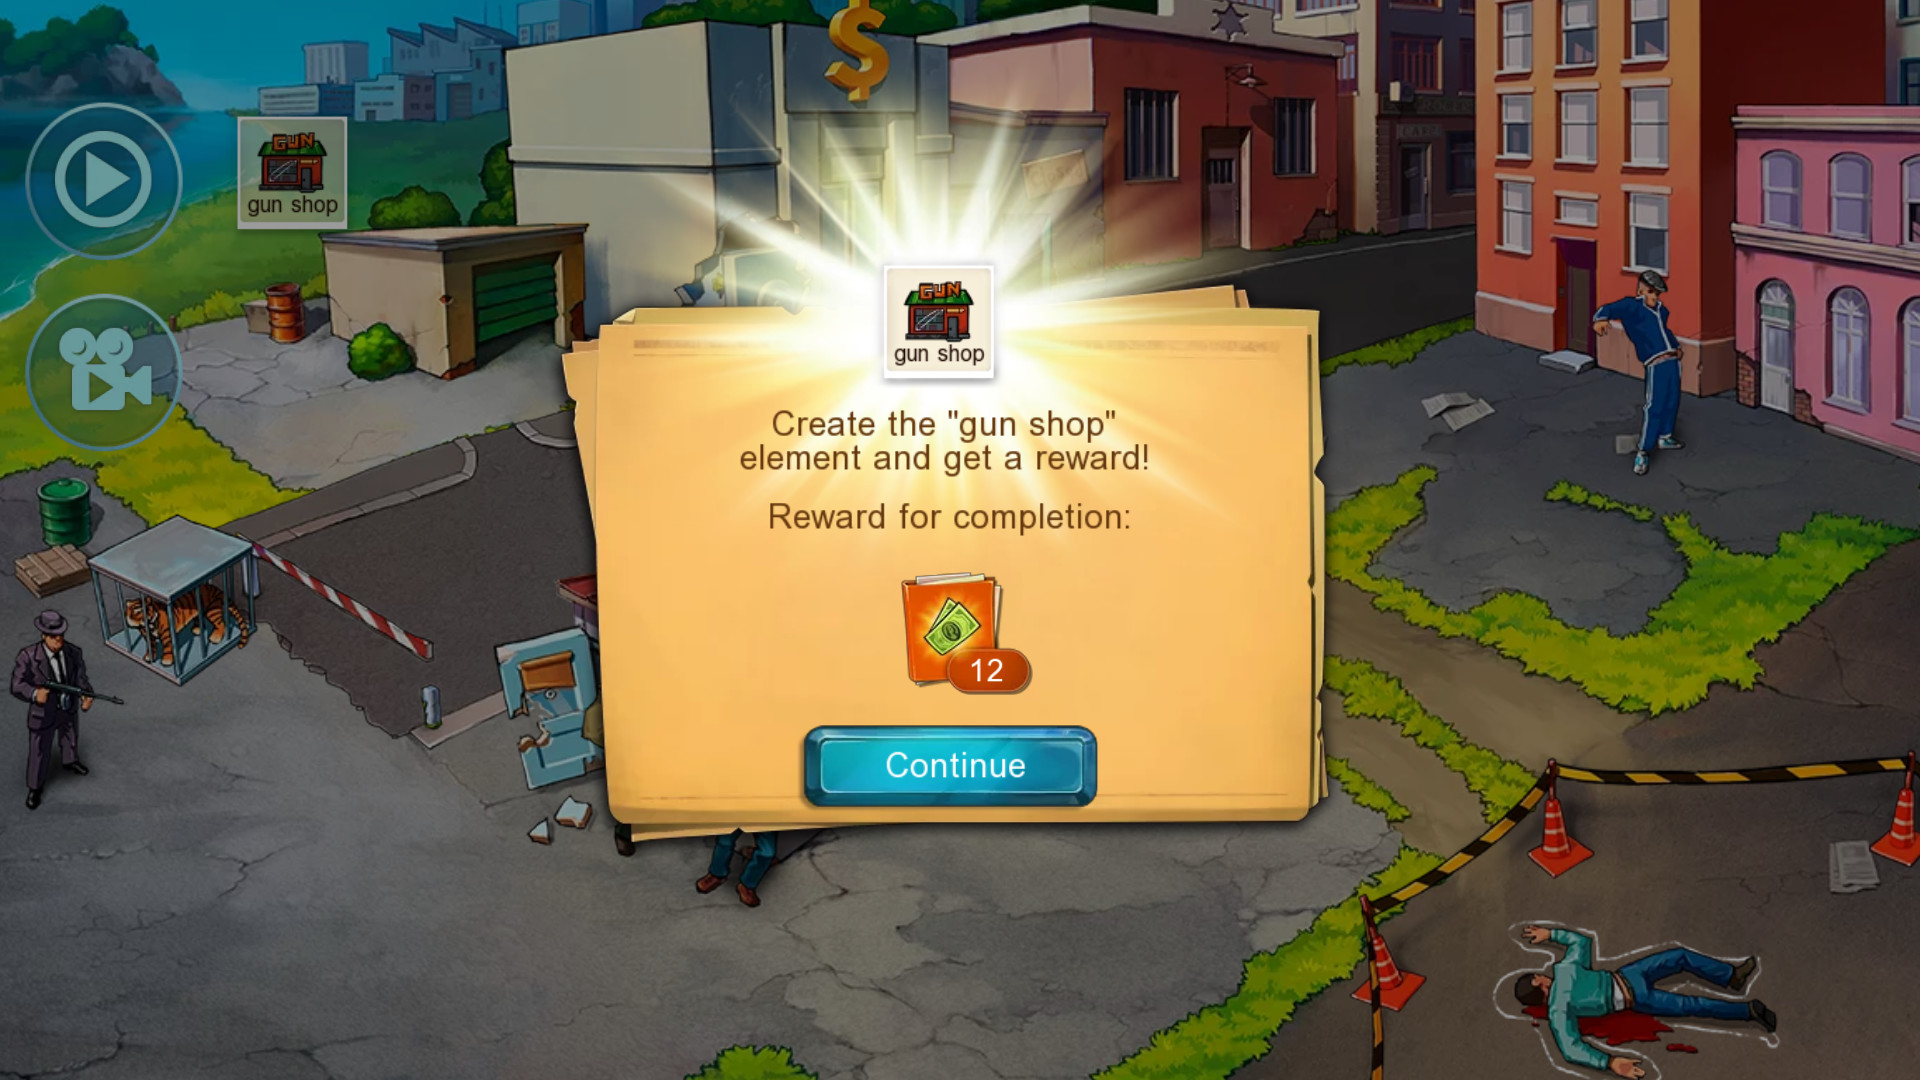 $
GUN
gun shop
GUN
gun shop
Create the "gun shop"
element and get a reward!
Reward for completion:
12
Continue